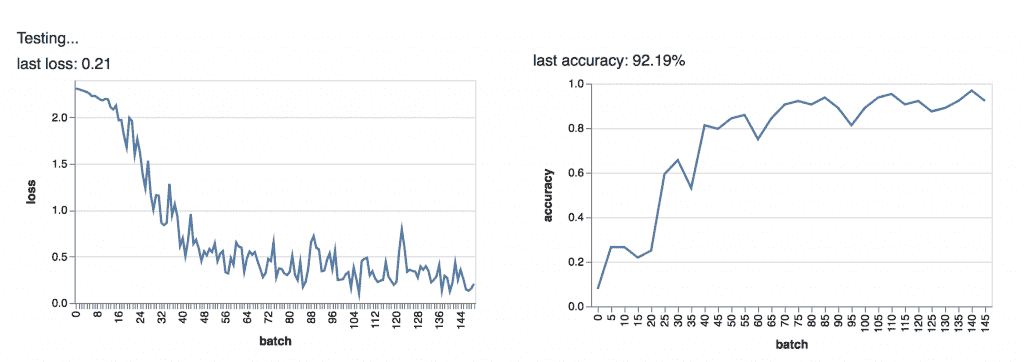 Testing...
last loss: 0.21
loss
2.0
1.5
1.0
0.5
0.0
0 8 16 24 32 40 48 56 64 72 80 88 96 104 112 120 128 136 144
batch
last accuracy: 92.19%
accuracy
1.0
0.8
0.6
0.4
0.2
0.0
0 5 10 15 20 25 30 35 40 45 50 55 60 65 70 75 80 85 90 95 100 105 110 115 120 125 130 135 140 145
batch